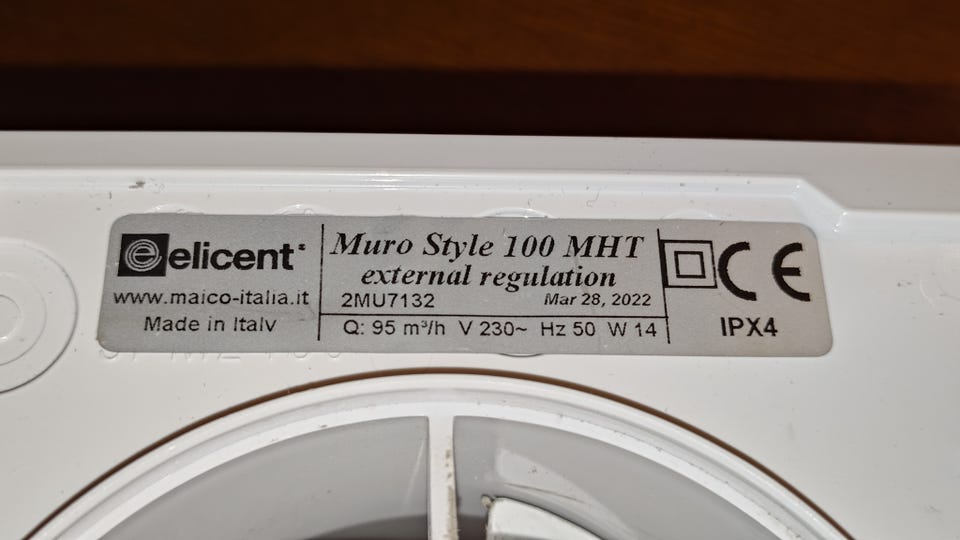 elicent®
www.maico-italia.it
Made in Italy
Muro Style 100 MHT
external regulation
2MU7132 Mar 28, 2022
Q: 95 m³/h V 230~ Hz 50 W 14
CE
IPX4